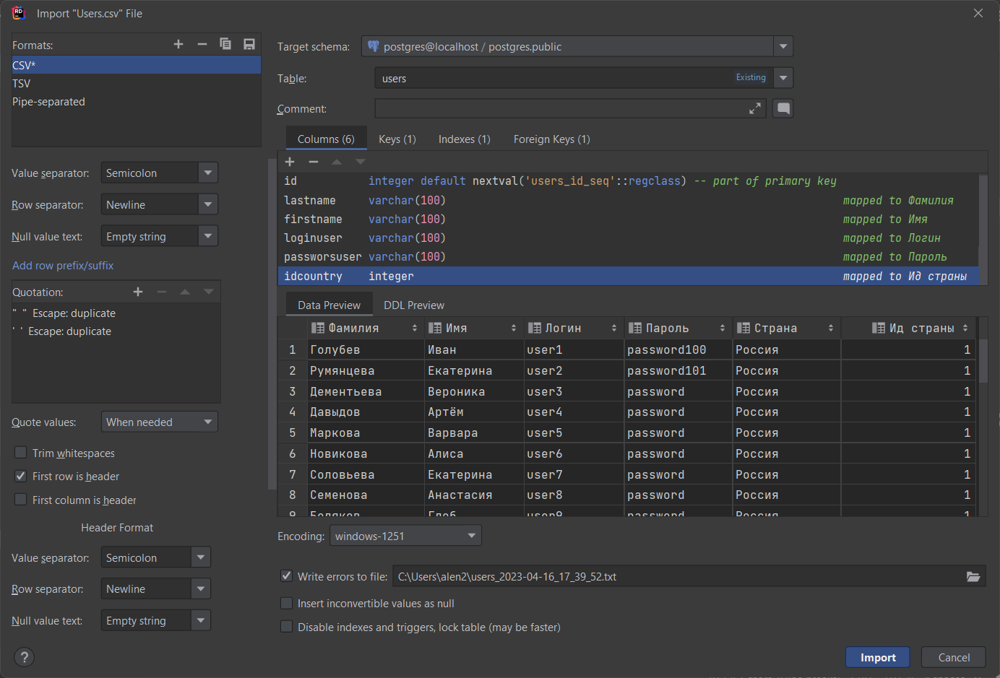 Import "Users.csv" File
Formats:
CSV*
TSV
Pipe-separated
Value separator: Semicolon
Row separator: Newline
Null value text: Empty string
Add row prefix/suffix
Quotation:
" " Escape: duplicate
' ' Escape: duplicate
Quote values: When needed
Trim whitespaces
First row is header
First column is header
Header Format
Value separator: Semicolon
Row separator: Newline
Null value text: Empty string
?
Target schema: postgres@localhost / postgres.public
Table: users Existing
Comment:
Columns (6) Keys (1) Indexes (1) Foreign Keys (1)
id integer default nextval('users_id_seq'::regclass) -- part of primary key
lastname varchar(100) mapped to Фамилия
firstname varchar(100) mapped to Имя
loginuser varchar(100) mapped to Логин
passworsuser varchar(100) mapped to Пароль
idcountry integer mapped to Ид страны
Data Preview DDL Preview
Фамилия Имя Логин Пароль Страна Ид страны
1 Голубев Иван user1 password100 Россия 1
2 Румянцева Екатерина user2 password101 Россия 1
3 Дементьева Вероника user3 password Россия 1
4 Давыдов Артём user4 password Россия 1
5 Маркова Варвара user5 password Россия 1
6 Новикова Алиса user6 password Россия 1
7 Соловьева Екатерина user7 password Россия 1
8 Семенова Анастасия user8 password Россия 1
9 Беляков Глеб user9 password Россия 1
Encoding: windows-1251
Write errors to file: C:\Users\alen2\users_2023-04-16_17_39_52.txt
Insert inconvertible values as null
Disable indexes and triggers, lock table (may be faster)
Import Cancel